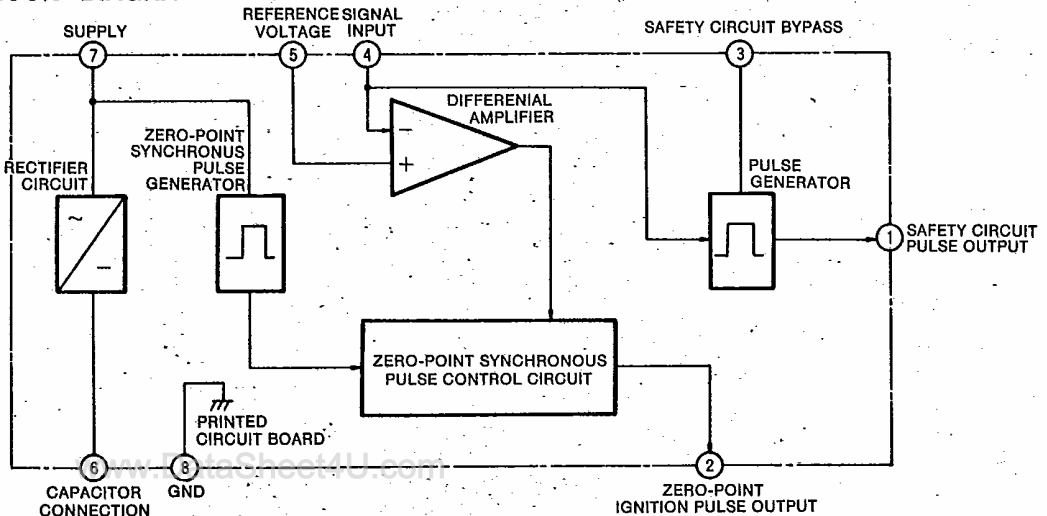 SUPPLY
REFERENCE
VOLTAGE
SIGNAL
INPUT
SAFETY CIRCUIT BYPASS
7
5
4
3
DIFFERENIAL
AMPLIFIER
−
+
ZERO-POINT
SYNCHRONUS
PULSE
GENERATOR
RECTIFIER
CIRCUIT
~
−
PULSE
GENERATOR
1
SAFETY CIRCUIT
PULSE OUTPUT
ZERO-POINT SYNCHRONOUS
PULSE CONTROL CIRCUIT
PRINTED
CIRCUIT BOARD
www.DataSheet4U.com
6
8
2
CAPACITOR
CONNECTION
GND
ZERO-POINT
IGNITION PULSE OUTPUT